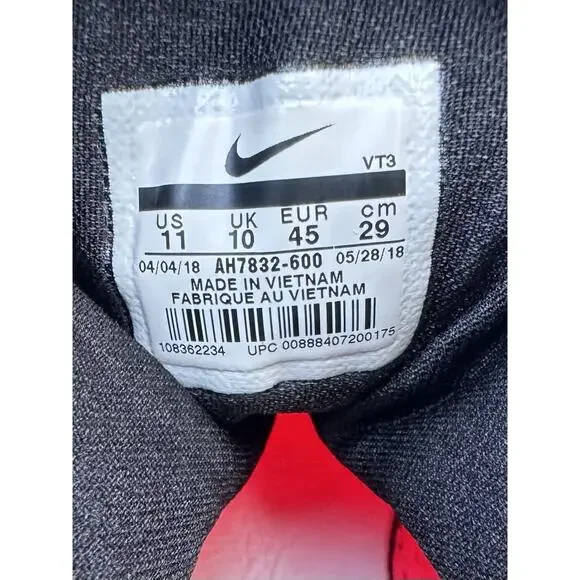 VT3
US UK EUR cm
11 10 45 29
04/04/18 AH7832-600 05/28/18
MADE IN VIETNAM
FABRIQUE AU VIETNAM
108362234 UPC 00888407200175